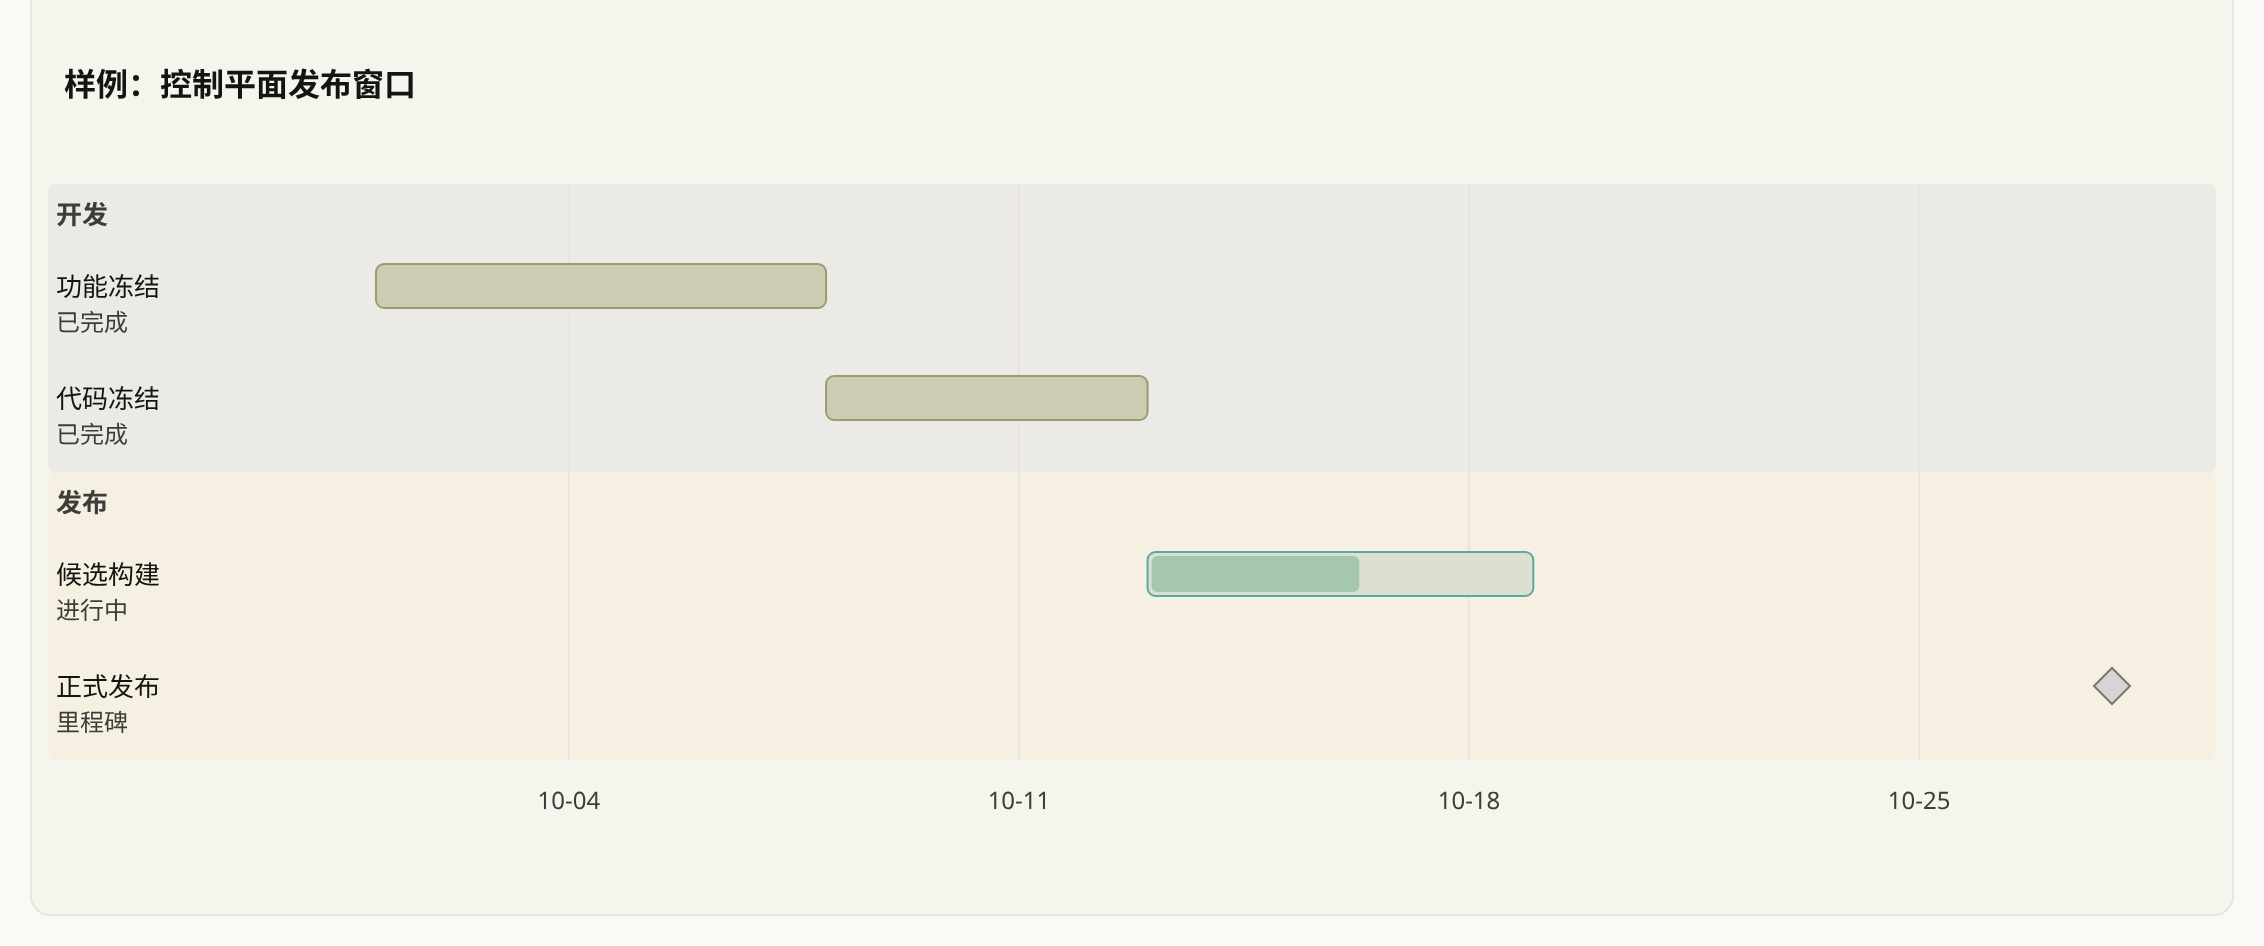 样例：控制平面发布窗口
开发
功能冻结
已完成
代码冻结
已完成
发布
候选构建
进行中
正式发布
里程碑
10-04
10-11
10-18
10-25